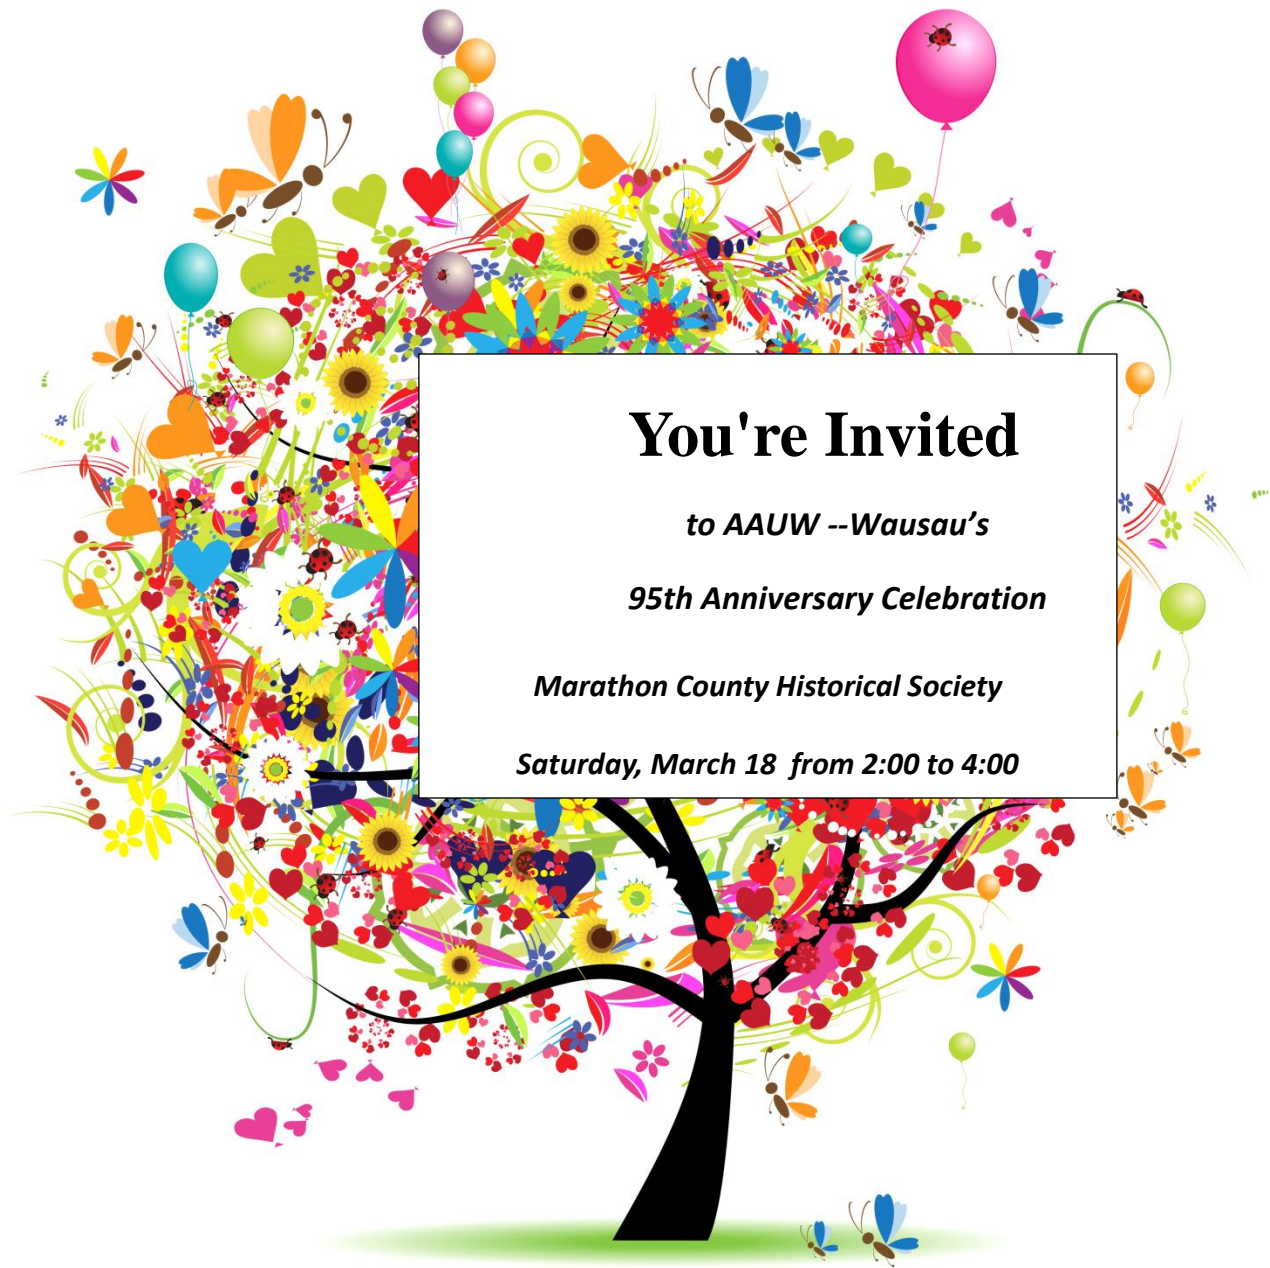 You're Invited
to AAUW --Wausau’s
95th Anniversary Celebration
Marathon County Historical Society
Saturday, March 18  from 2:00 to 4:00